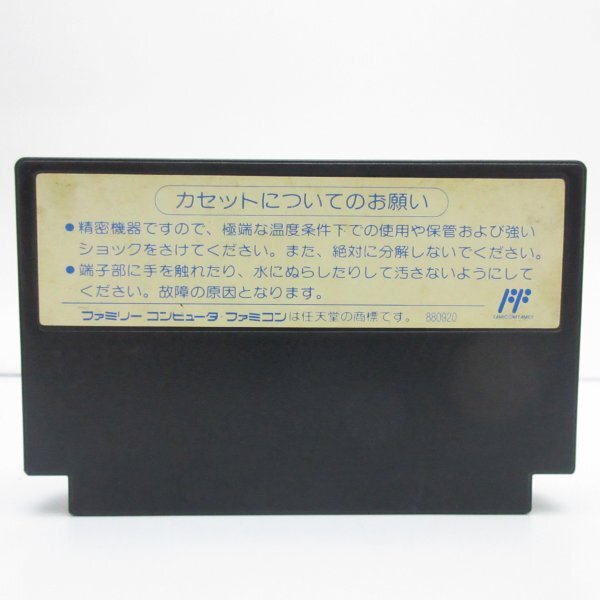 カセットについてのお願い
●精密機器ですので、極端な温度条件下での使用や保管および強い
ショックをさけてください。また、絶対に分解しないでください。
●端子部に手を触れたり、水にぬらしたりして汚さないようにして
ください。故障の原因となります。
FAMICOM FAMILY
ファミリー コンピュータ・ファミコンは任天堂の商標です。 880920